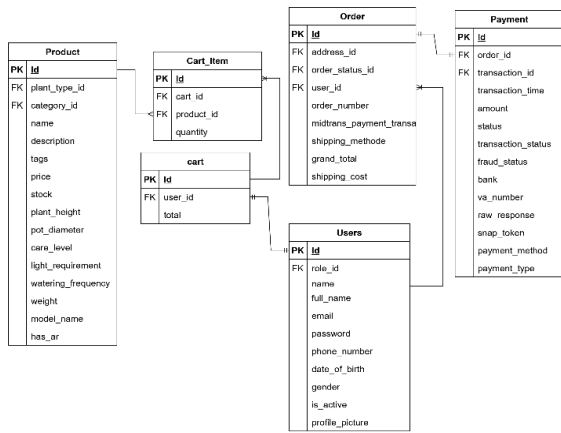 Product
PK Id
FK plant_type_id
FK category_id
name
description
tags
price
stock
plant_height
pot_diameter
care_level
light_requirement
watering_frequency
weight
model_name
has_ar
Cart_Item
PK Id
FK cart_id
FK product_id
quantity
cart
PK Id
FK user_id
total
Order
PK Id
FK address_id
FK order_status_id
FK user_id
order_number
midtrans_payment_transa
shipping_methode
grand_total
shipping_cost
Users
PK Id
FK role_id
name
full_name
email
password
phone_number
date_of_birth
gender
is_active
profile_picture
Payment
PK Id
FK order_id
FK transaction_id
transaction_time
amount
status
transaction_status
fraud_status
bank
va_number
raw_response
snap_token
payment_method
payment_type